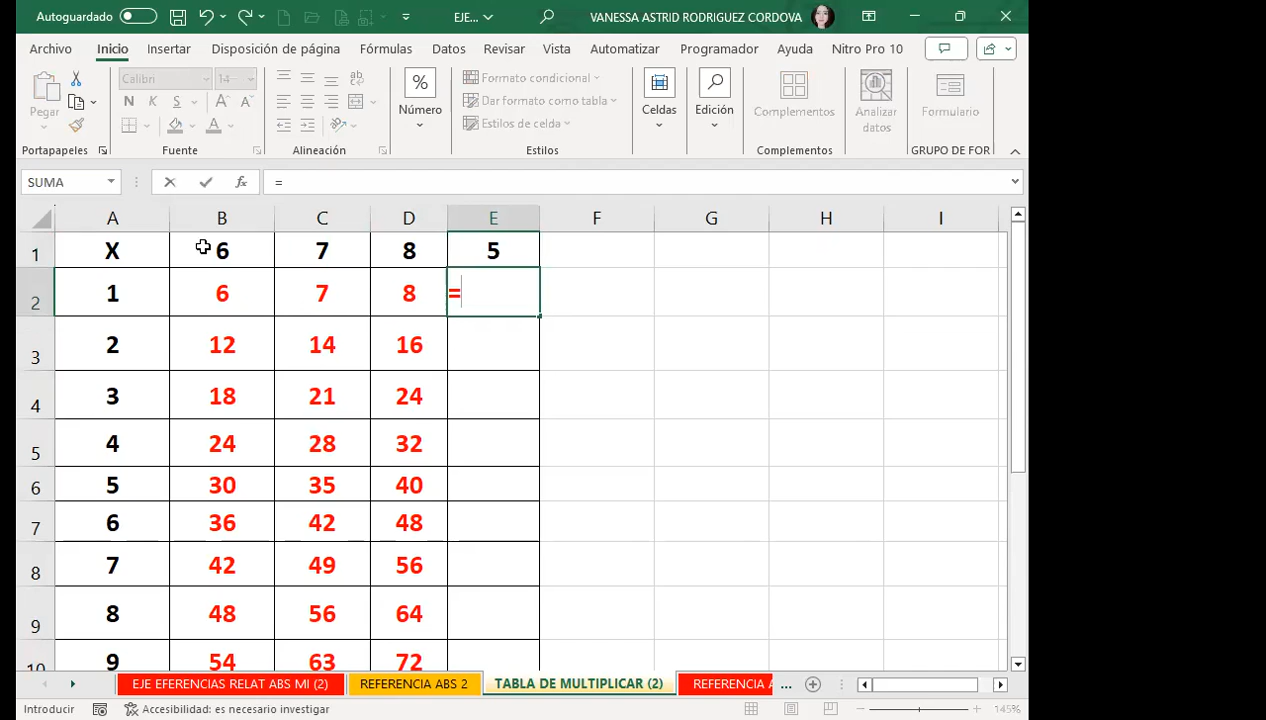 Autoguardado
EJE...
VANESSA ASTRID RODRIGUEZ CORDOVA
Archivo Inicio Insertar Disposición de página Fórmulas Datos Revisar Vista Automatizar Programador Ayuda Nitro Pro 10
Pegar
Portapapeles
Calibri 14
N K S A A
A
Fuente
ab
Alineación
%
Número
Formato condicional
Dar formato como tabla
Estilos de celda
Estilos
Celdas
Edición
Complementos
Complementos
Analizar datos
Formulario
GRUPO DE FOR
SUMA fx =
A B C D E F G H I
1 X 6 7 8 5
2 1 6 7 8 =
3 2 12 14 16
4 3 18 21 24
5 4 24 28 32
6 5 30 35 40
7 6 36 42 48
8 7 42 49 56
9 8 48 56 64
10 9 54 63 72
EJE EFERENCIAS RELAT ABS MI (2) REFERENCIA ABS 2 TABLA DE MULTIPLICAR (2) REFERENCIA A ...
Introducir Accesibilidad: es necesario investigar 145%